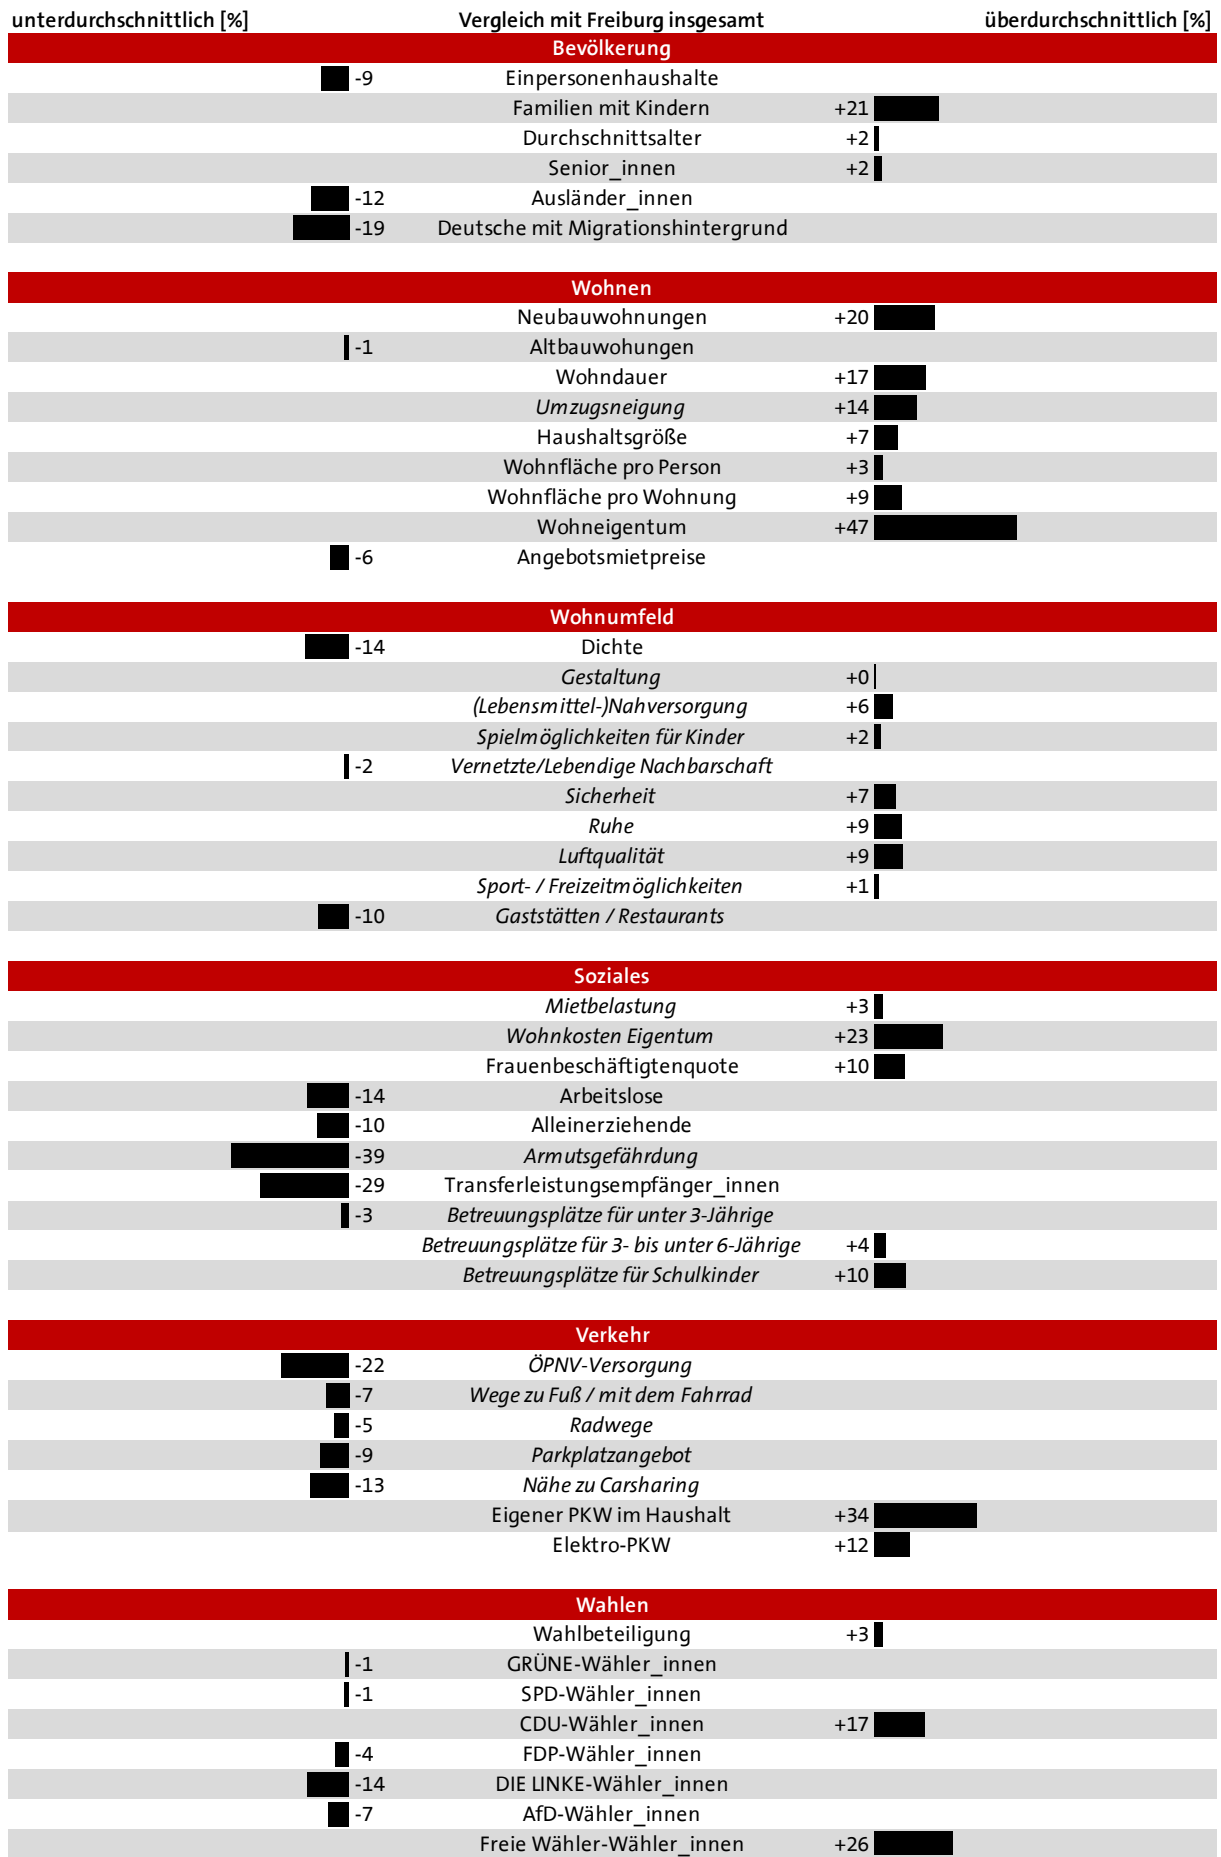 unterdurchschnittlich [%] Vergleich mit Freiburg insgesamt überdurchschnittlich [%]
Bevölkerung
-9 Einpersonenhaushalte
Familien mit Kindern +21
Durchschnittsalter +2
Senior_innen +2
-12 Ausländer_innen
-19 Deutsche mit Migrationshintergrund
Wohnen
Neubauwohnungen +20
-1 Altbauwohungen
Wohndauer +17
Umzugsneigung +14
Haushaltsgröße +7
Wohnfläche pro Person +3
Wohnfläche pro Wohnung +9
Wohneigentum +47
-6 Angebotsmietpreise
Wohnumfeld
-14 Dichte
Gestaltung +0
(Lebensmittel-)Nahversorgung +6
Spielmöglichkeiten für Kinder +2
-2 Vernetzte/Lebendige Nachbarschaft
Sicherheit +7
Ruhe +9
Luftqualität +9
Sport- / Freizeitmöglichkeiten +1
-10 Gaststätten / Restaurants
Soziales
Mietbelastung +3
Wohnkosten Eigentum +23
Frauenbeschäftigtenquote +10
-14 Arbeitslose
-10 Alleinerziehende
-39 Armutsgefährdung
-29 Transferleistungsempfänger_innen
-3 Betreuungsplätze für unter 3-Jährige
Betreuungsplätze für 3- bis unter 6-Jährige +4
Betreuungsplätze für Schulkinder +10
Verkehr
-22 ÖPNV-Versorgung
-7 Wege zu Fuß / mit dem Fahrrad
-5 Radwege
-9 Parkplatzangebot
-13 Nähe zu Carsharing
Eigener PKW im Haushalt +34
Elektro-PKW +12
Wahlen
Wahlbeteiligung +3
-1 GRÜNE-Wähler_innen
-1 SPD-Wähler_innen
CDU-Wähler_innen +17
-4 FDP-Wähler_innen
-14 DIE LINKE-Wähler_innen
-7 AfD-Wähler_innen
Freie Wähler-Wähler_innen +26